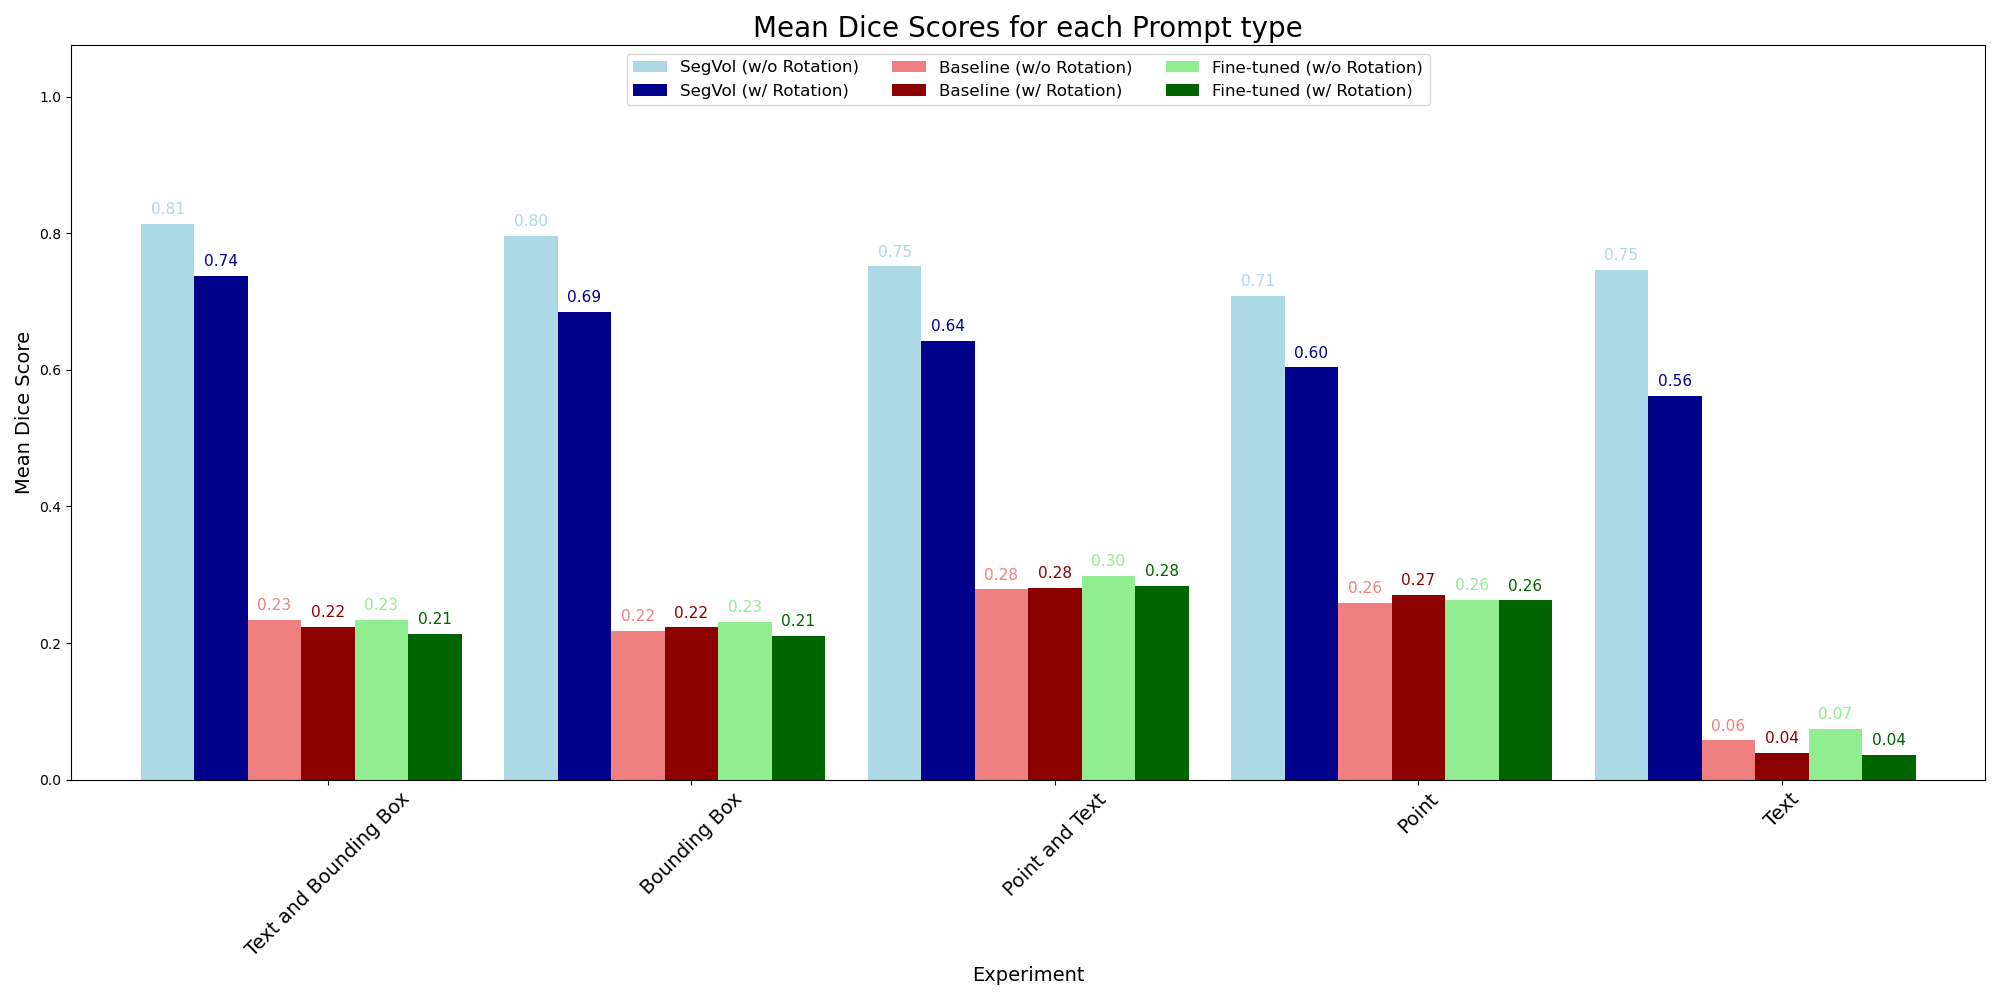 Mean Dice Scores for each Prompt type
SegVol (w/o Rotation)
SegVol (w/ Rotation)
Baseline (w/o Rotation)
Baseline (w/ Rotation)
Fine-tuned (w/o Rotation)
Fine-tuned (w/ Rotation)
Mean Dice Score
1.0
0.8
0.6
0.4
0.2
0.0
0.81
0.74
0.23
0.22
0.23
0.21
0.80
0.69
0.22
0.22
0.23
0.21
0.75
0.64
0.28
0.28
0.30
0.28
0.71
0.60
0.26
0.27
0.26
0.26
0.75
0.56
0.06
0.04
0.07
0.04
Text and Bounding Box
Bounding Box
Point and Text
Point
Text
Experiment